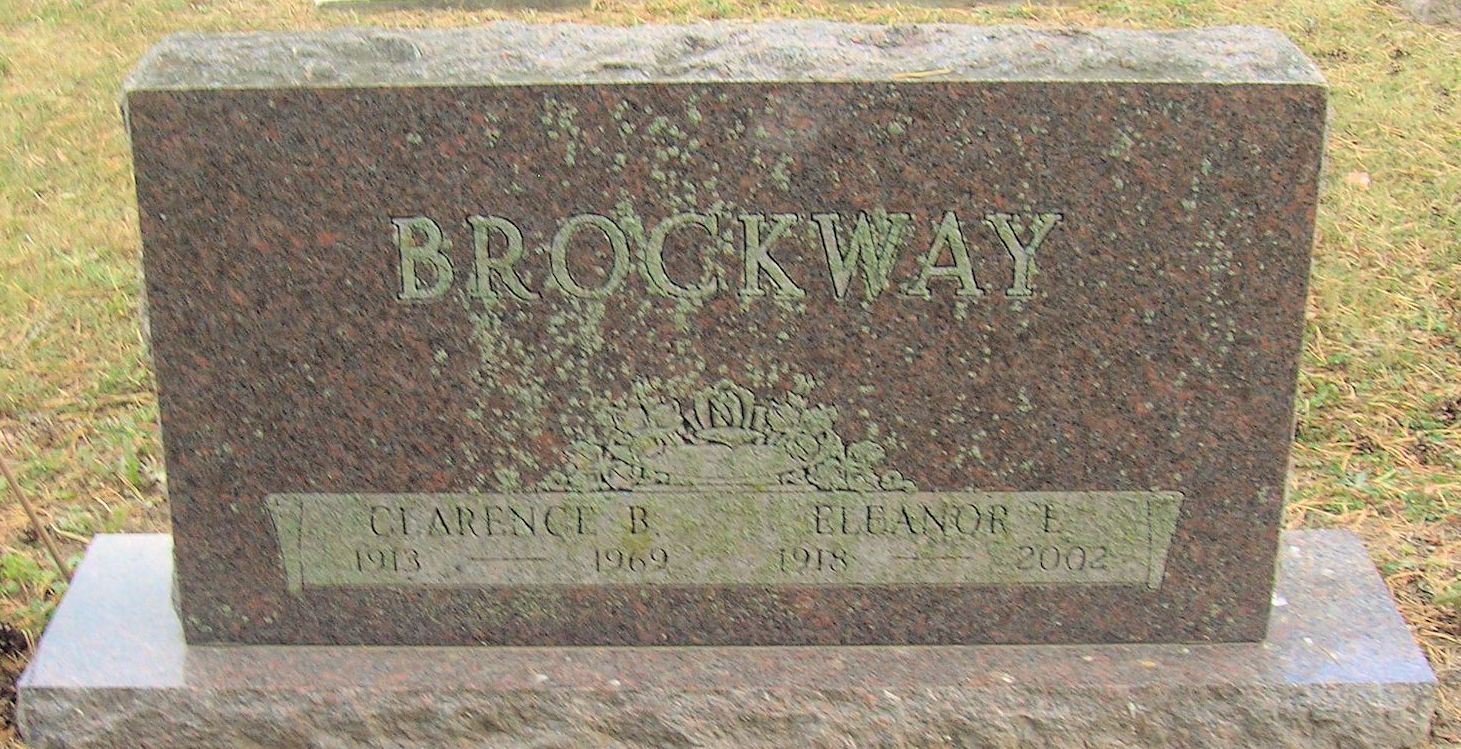 BROCKWAY
CLARENCE B. ELEANOR E.
1913 — 1969 1918 — 2002